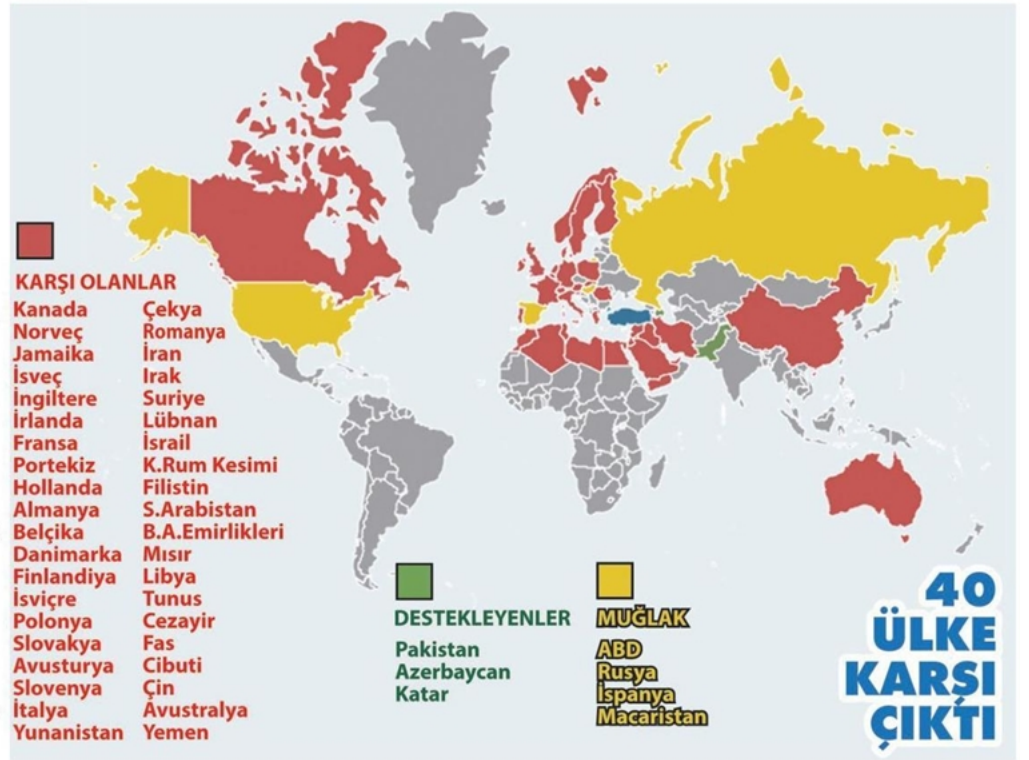 KARŞI OLANLAR
Kanada
Norveç
Jamaika
İsveç
İngiltere
İrlanda
Fransa
Portekiz
Hollanda
Almanya
Belçika
Danimarka
Finlandiya
İsviçre
Polonya
Slovakya
Avusturya
Slovenya
İtalya
Yunanistan
Çekya
Romanya
İran
Irak
Suriye
Lübnan
İsrail
K.Rum Kesimi
Filistin
S.Arabistan
B.A.Emirlikleri
Mısır
Libya
Tunus
Cezayir
Fas
Cibuti
Çin
Avustralya
Yemen
DESTEKLEYENLER
Pakistan
Azerbaycan
Katar
MUĞLAK
ABD
Rusya
İspanya
Macaristan
40
ÜLKE
KARŞI
ÇIKTI